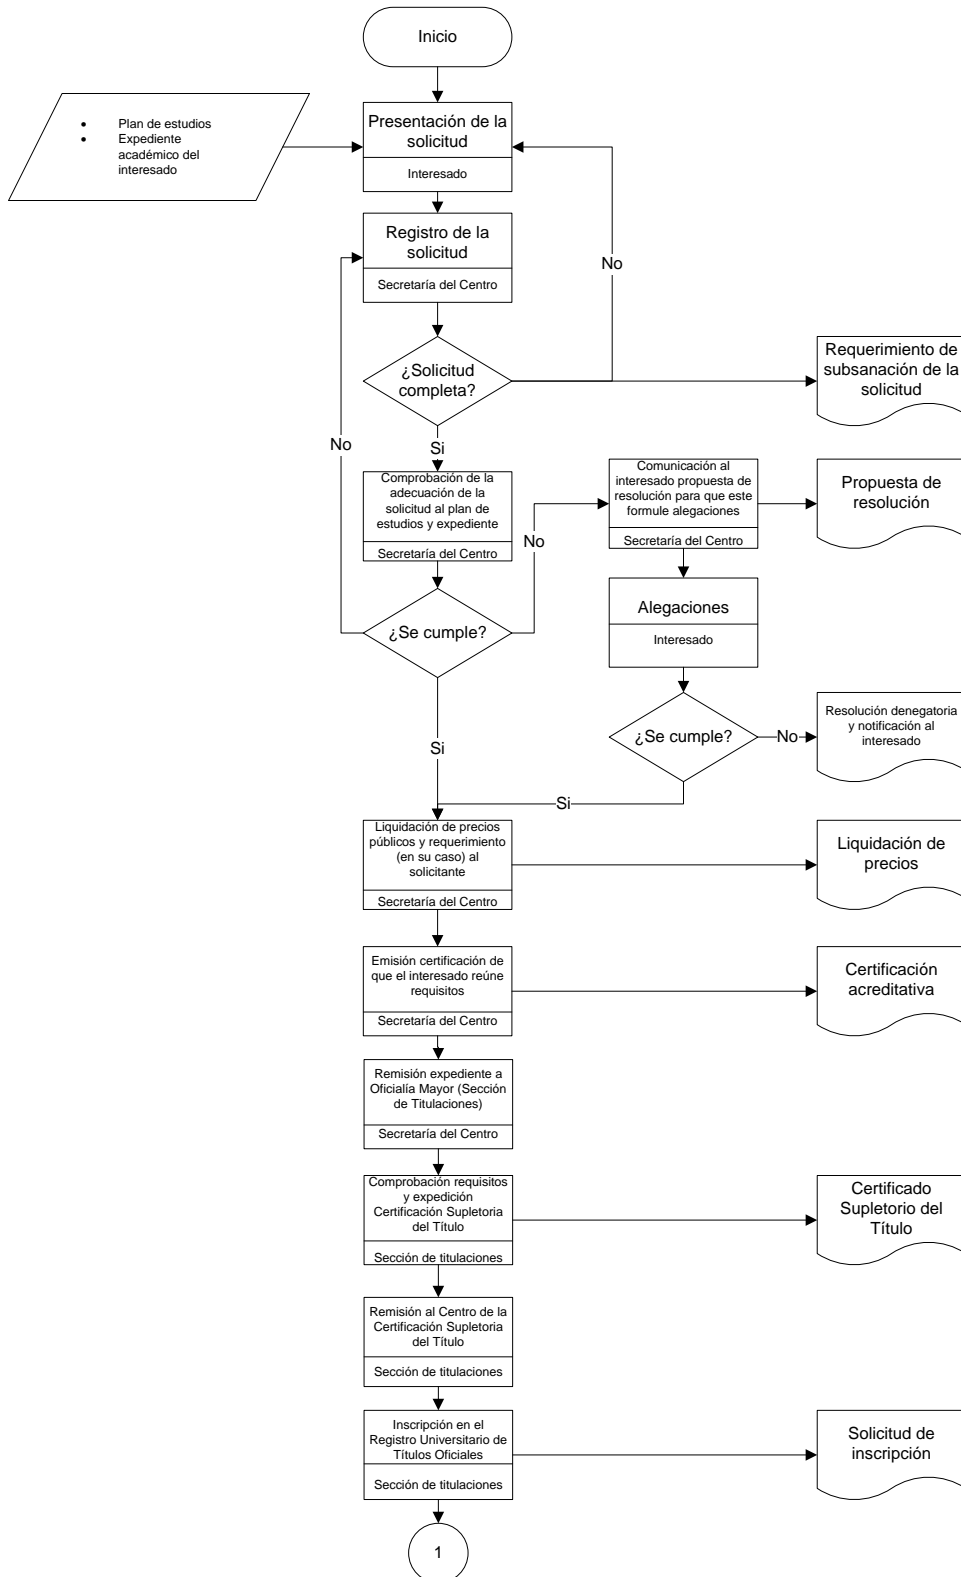 Inicio
• Plan de estudios
• Expediente
académico del
interesado
Presentación de la
solicitud
Interesado
Registro de la
solicitud
Secretaría del Centro
No
¿Solicitud
completa?
Requerimiento de
subsanación de la
solicitud
No
Si
Comprobación de la
adecuación de la
solicitud al plan de
estudios y expediente
Secretaría del Centro
No
Comunicación al
interesado propuesta de
resolución para que este
formule alegaciones
Secretaría del Centro
Propuesta de
resolución
¿Se cumple?
Alegaciones
Interesado
Si
¿Se cumple?
No
Resolución denegatoria
y notificación al
interesado
Si
Liquidación de precios
públicos y requerimiento
(en su caso) al
solicitante
Secretaría del Centro
Liquidación de
precios
Emisión certificación de
que el interesado reúne
requisitos
Secretaría del Centro
Certificación
acreditativa
Remisión expediente a
Oficialía Mayor (Sección
de Titulaciones)
Secretaría del Centro
Comprobación requisitos
y expedición
Certificación Supletoria
del Título
Sección de titulaciones
Certificado
Supletorio del
Título
Remisión al Centro de la
Certificación Supletoria
del Título
Sección de titulaciones
Inscripción en el
Registro Universitario de
Títulos Oficiales
Sección de titulaciones
Solicitud de
inscripción
1